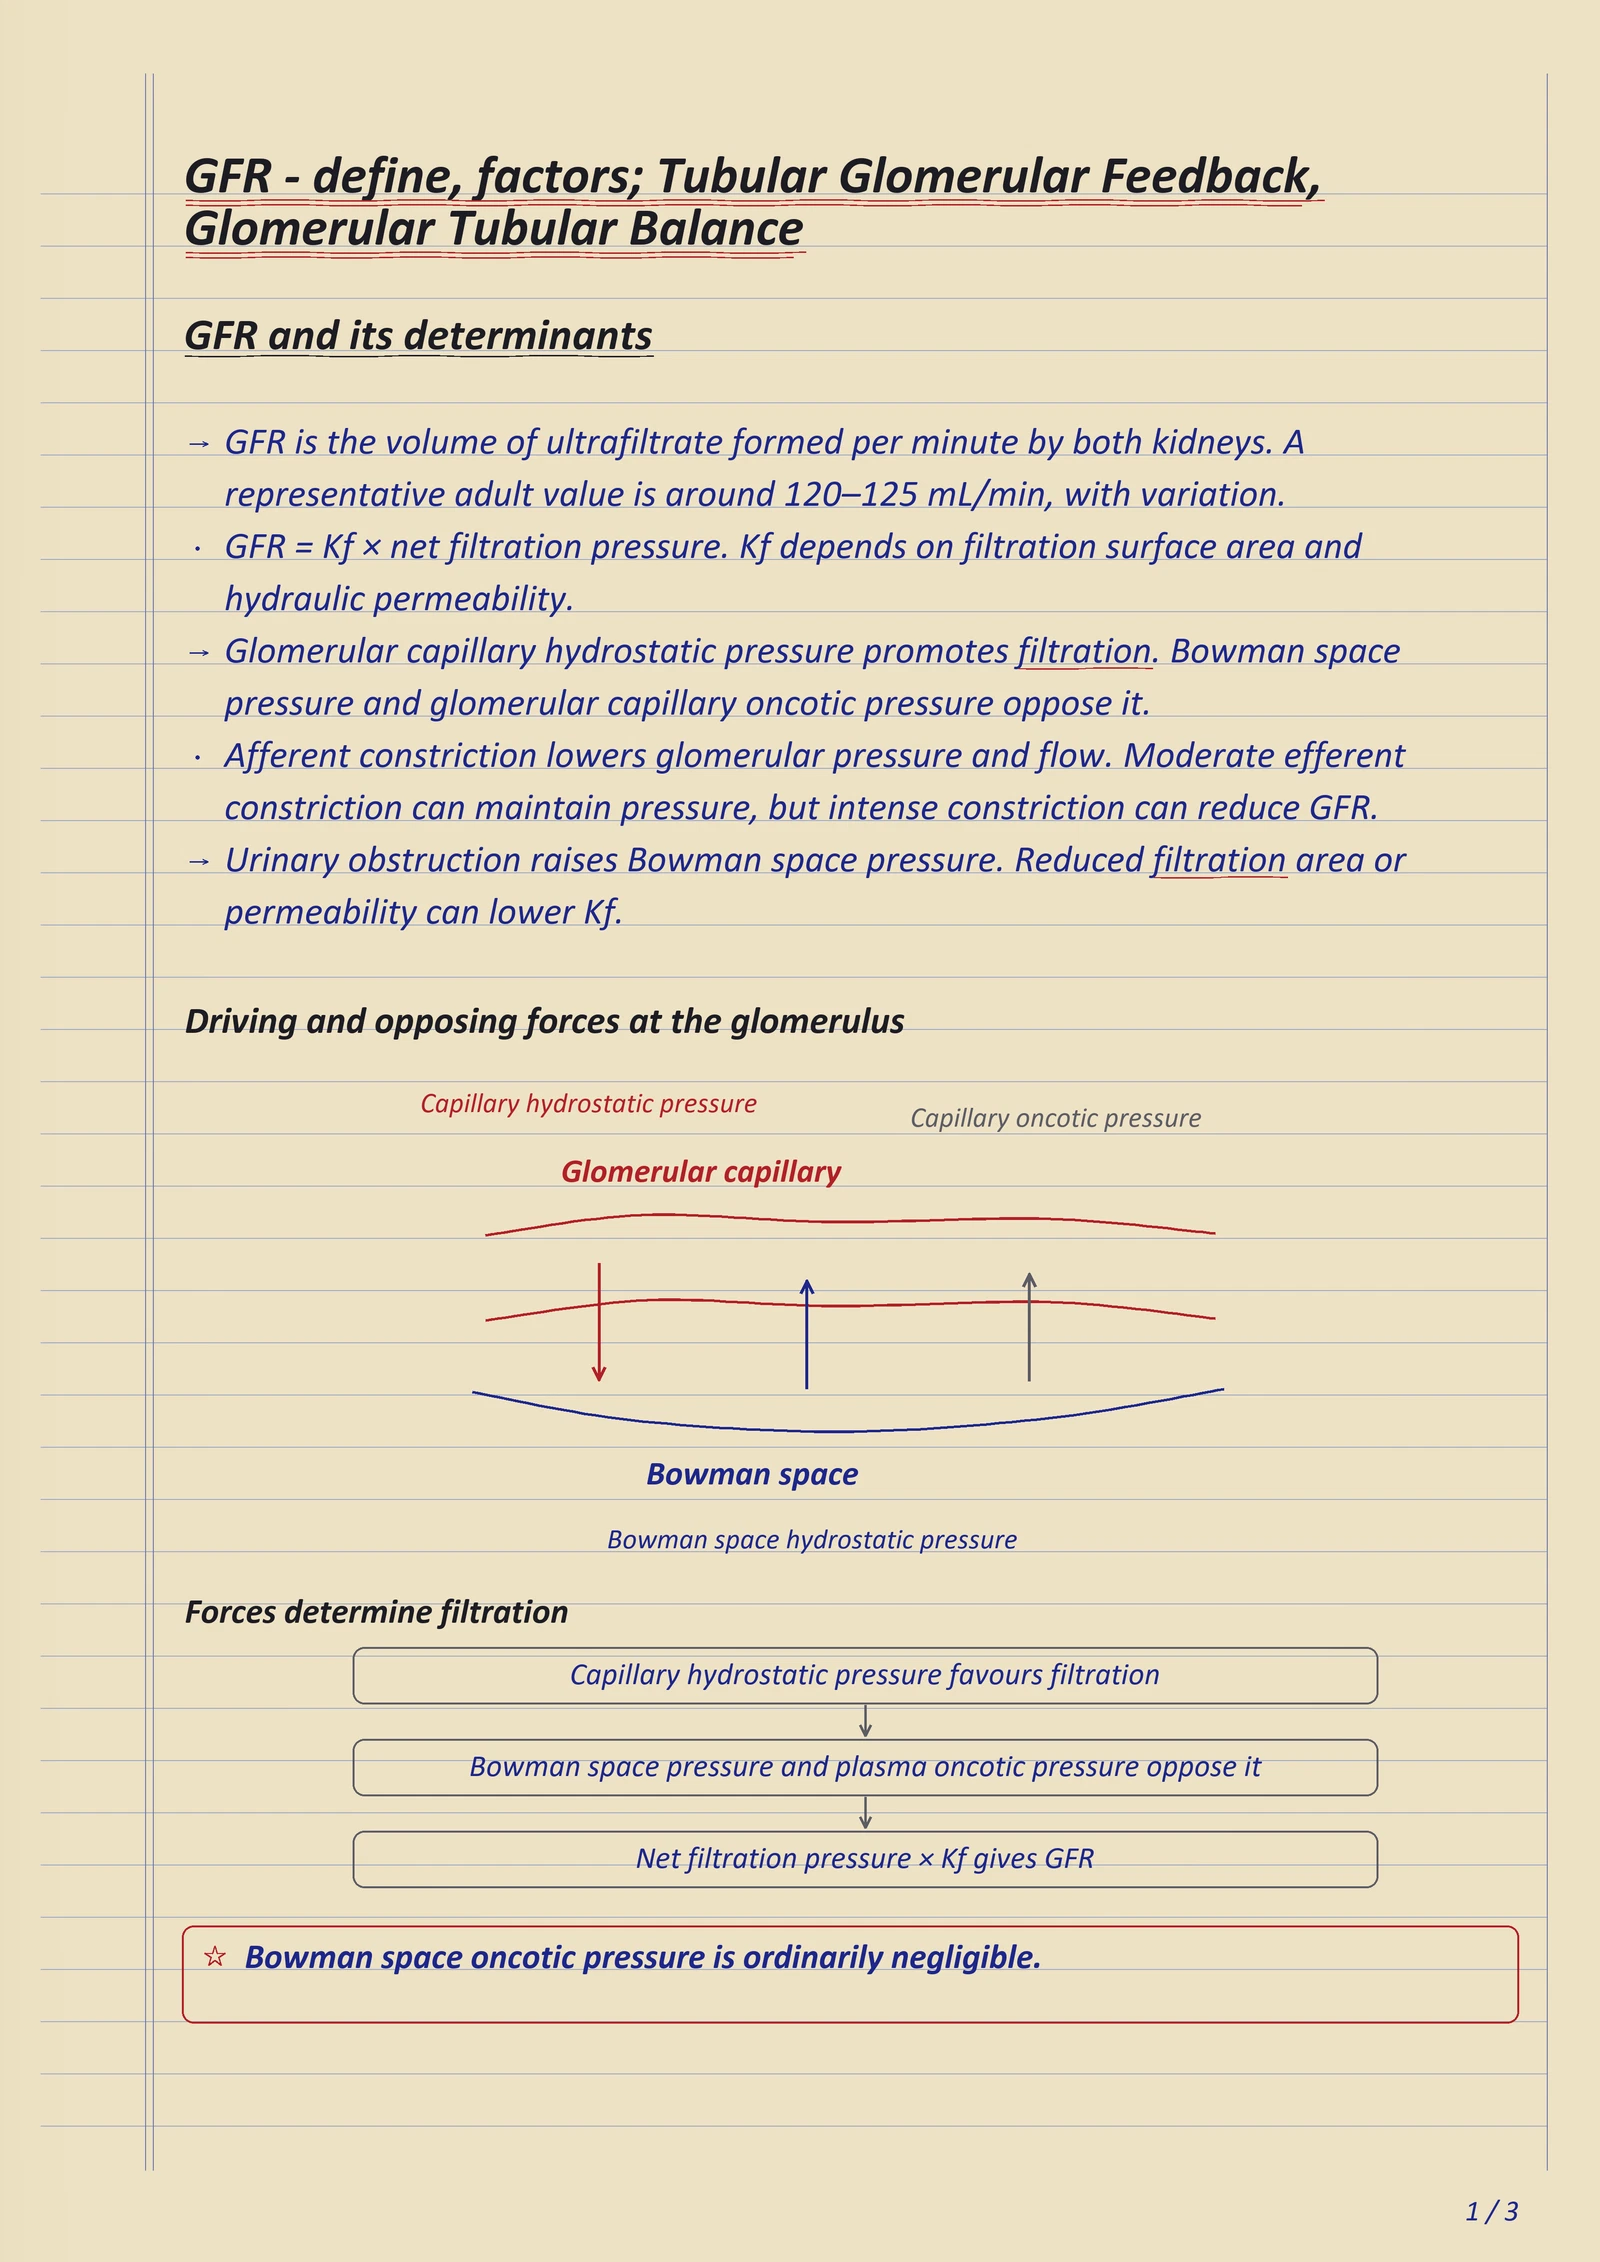 GFR - define, factors; Tubular Glomerular Feedback,
Glomerular Tubular Balance
GFR and its determinants
→ GFR is the volume of ultrafiltrate formed per minute by both kidneys. A
representative adult value is around 120–125 mL/min, with variation.
· GFR = Kf × net filtration pressure. Kf depends on filtration surface area and
hydraulic permeability.
→ Glomerular capillary hydrostatic pressure promotes filtration. Bowman space
pressure and glomerular capillary oncotic pressure oppose it.
· Afferent constriction lowers glomerular pressure and flow. Moderate efferent
constriction can maintain pressure, but intense constriction can reduce GFR.
→ Urinary obstruction raises Bowman space pressure. Reduced filtration area or
permeability can lower Kf.
Driving and opposing forces at the glomerulus
Capillary hydrostatic pressure
Capillary oncotic pressure
Glomerular capillary
Bowman space
Bowman space hydrostatic pressure
Forces determine filtration
Capillary hydrostatic pressure favours filtration
Bowman space pressure and plasma oncotic pressure oppose it
Net filtration pressure × Kf gives GFR
☆ Bowman space oncotic pressure is ordinarily negligible.
1 / 3